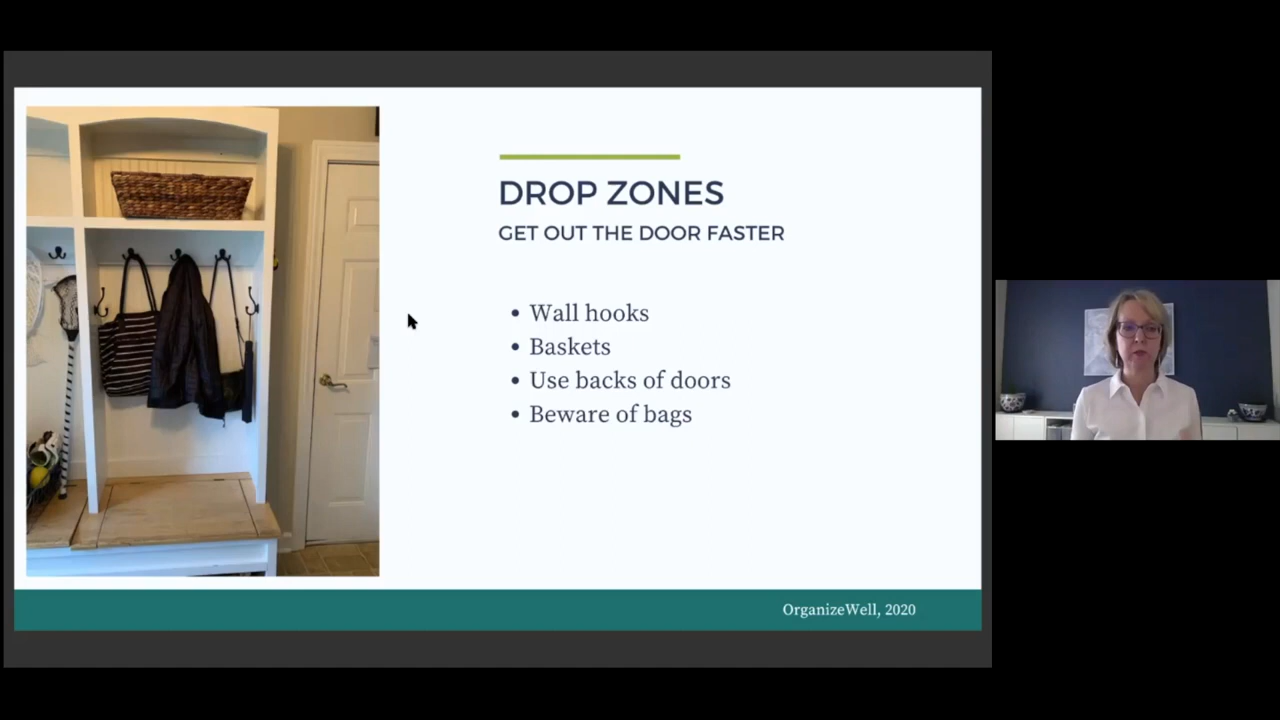 DROP ZONES
GET OUT THE DOOR FASTER
• Wall hooks
• Baskets
• Use backs of doors
• Beware of bags
OrganizeWell, 2020